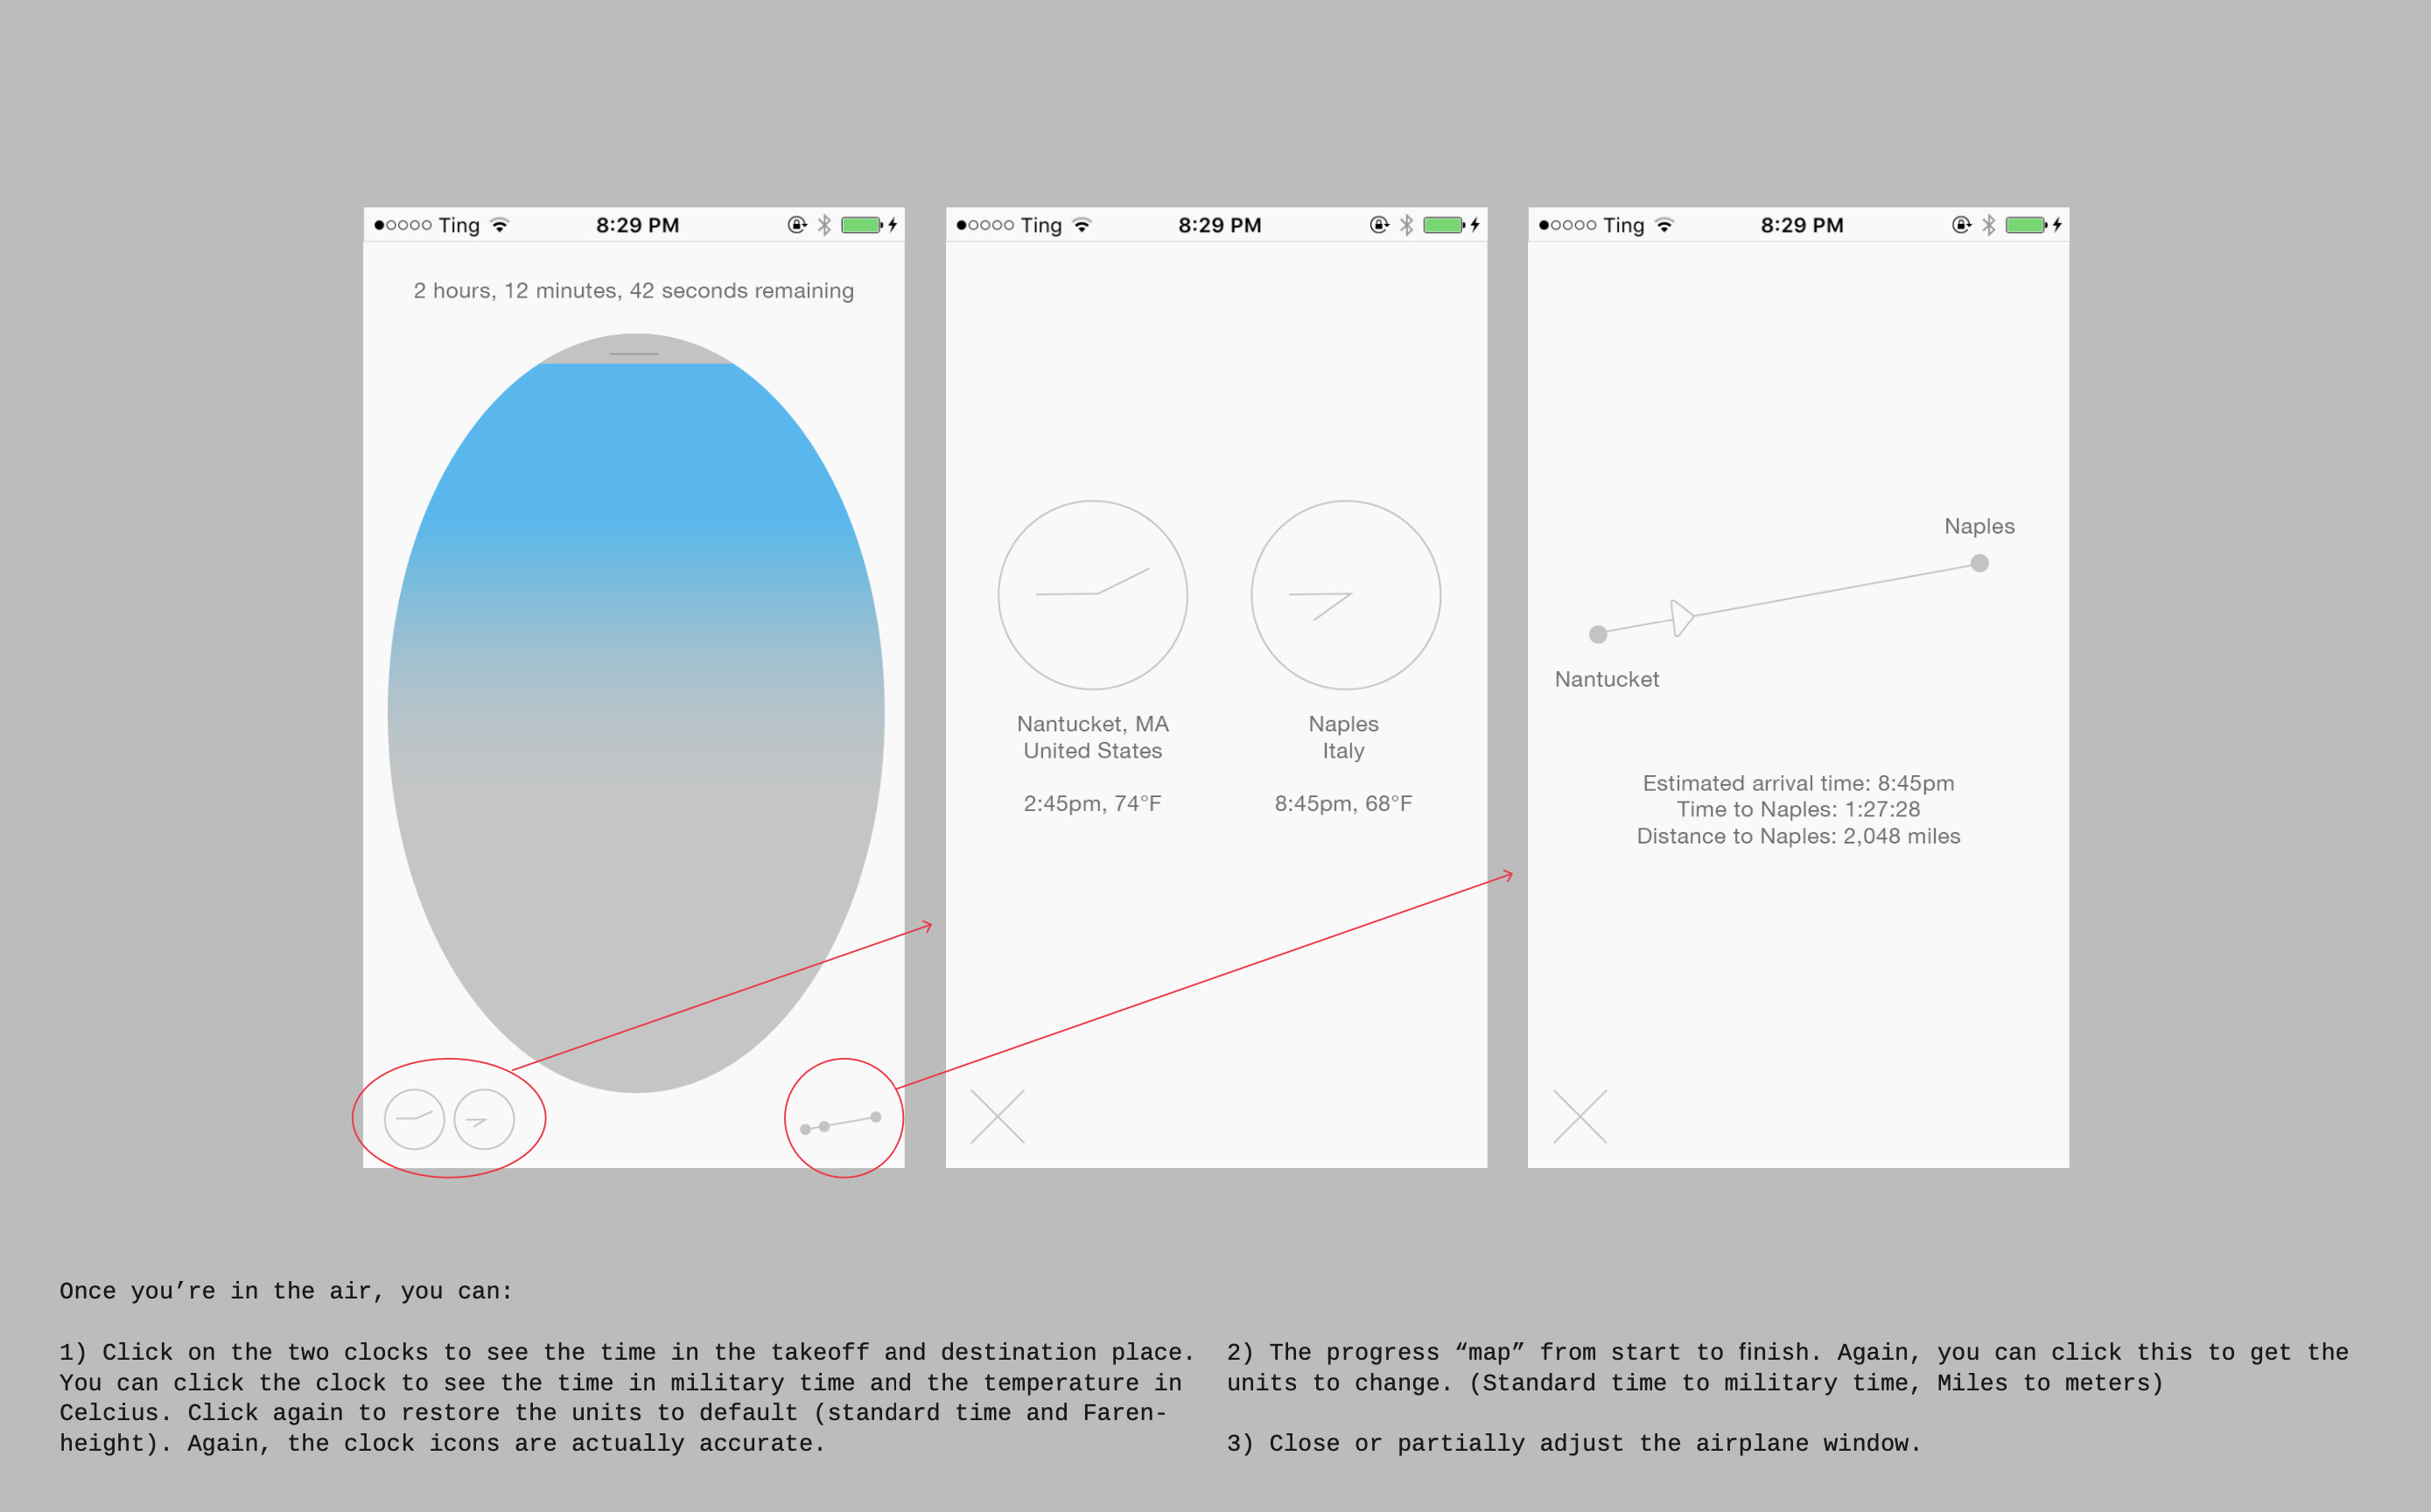 Ting 8:29 PM
2 hours, 12 minutes, 42 seconds remaining
Ting 8:29 PM
Nantucket, MA
United States
2:45pm, 74°F
Naples
Italy
8:45pm, 68°F
Ting 8:29 PM
Naples
Nantucket
Estimated arrival time: 8:45pm
Time to Naples: 1:27:28
Distance to Naples: 2,048 miles
Once you’re in the air, you can:
1) Click on the two clocks to see the time in the takeoff and destination place.
You can click the clock to see the time in military time and the temperature in
Celcius. Click again to restore the units to default (standard time and Faren-
height). Again, the clock icons are actually accurate.
2) The progress “map” from start to finish. Again, you can click this to get the
units to change. (Standard time to military time, Miles to meters)
3) Close or partially adjust the airplane window.